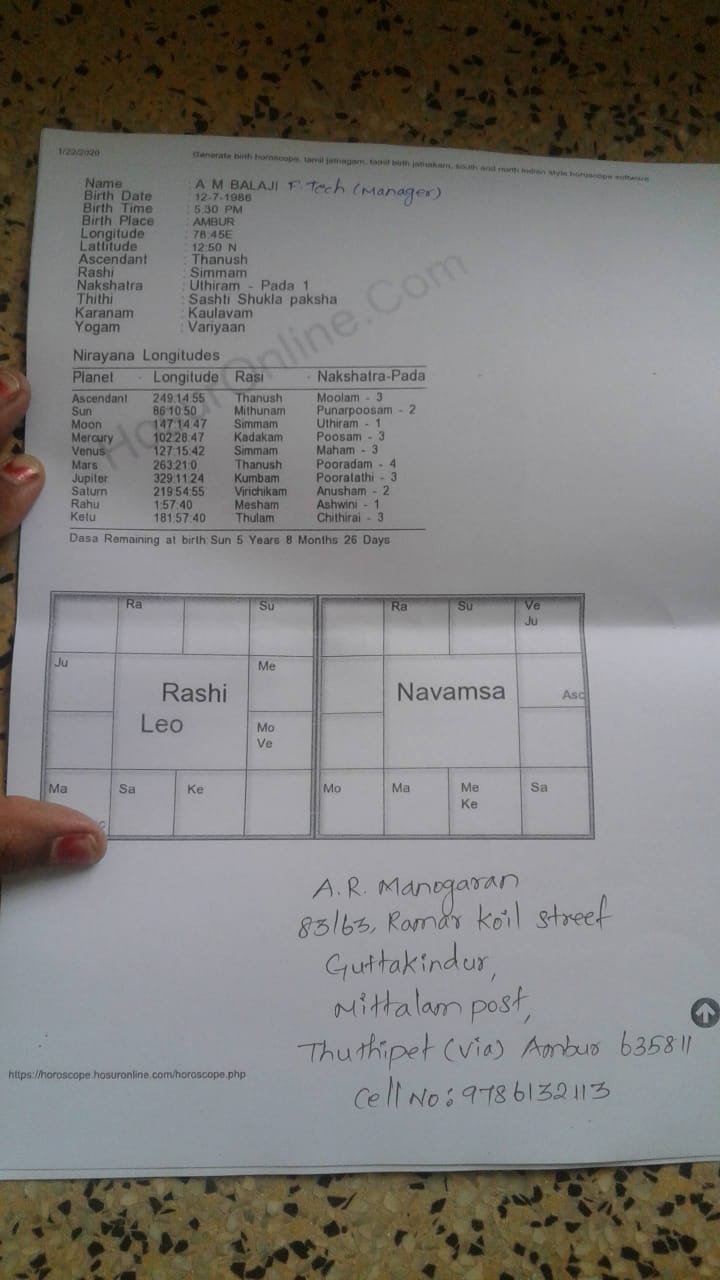 1/22/2020 Generate birth horoscope, tamil jathagam, tamil birth jathakam, south and north indian style horoscope software
Name : A M BALAJI F.Tech (Manager)
Birth Date : 12-7-1986
Birth Time : 5:30 PM
Birth Place : AMBUR
Longitude : 78:45E
Lattitude : 12:50 N
Ascendant : Thanush
Rashi : Simmam
Nakshatra : Uthiram - Pada 1
Thithi : Sashti Shukla paksha
Karanam : Kaulavam
Yogam : Variyaan
HosurOnline.Com
Nirayana Longitudes
Planet - Longitude Rasi - Nakshatra-Pada
Ascendant 249:14:55 Thanush Moolam - 3
Sun 86:10:50 Mithunam Punarpoosam - 2
Moon 147:14:47 Simmam Uthiram - 1
Mercury 102:28:47 Kadakam Poosam - 3
Venus 127:15:42 Simmam Maham - 3
Mars 263:21:0 Thanush Pooradam - 4
Jupiter 329:11:24 Kumbam Pooratathi - 3
Saturn 219:54:55 Virichikam Anusham - 2
Rahu 1:57:40 Mesham Ashwini - 1
Ketu 181:57:40 Thulam Chithirai - 3
Dasa Remaining at birth: Sun 5 Years 8 Months 26 Days
Ra Su
Ju Me
Rashi
Leo
Mo
Ve
Ma Sa Ke
Ra Su Ve
Ju
Navamsa Asc
Mo Ma Me Sa
Ke
A.R. Manogaran
83/63, Ramar Koil Street
Guttakindur,
Mittalam post,
Thuthipet (Via) Ambur 635811
Cell No: 9786132113
https://horoscope.hosuronline.com/horoscope.php